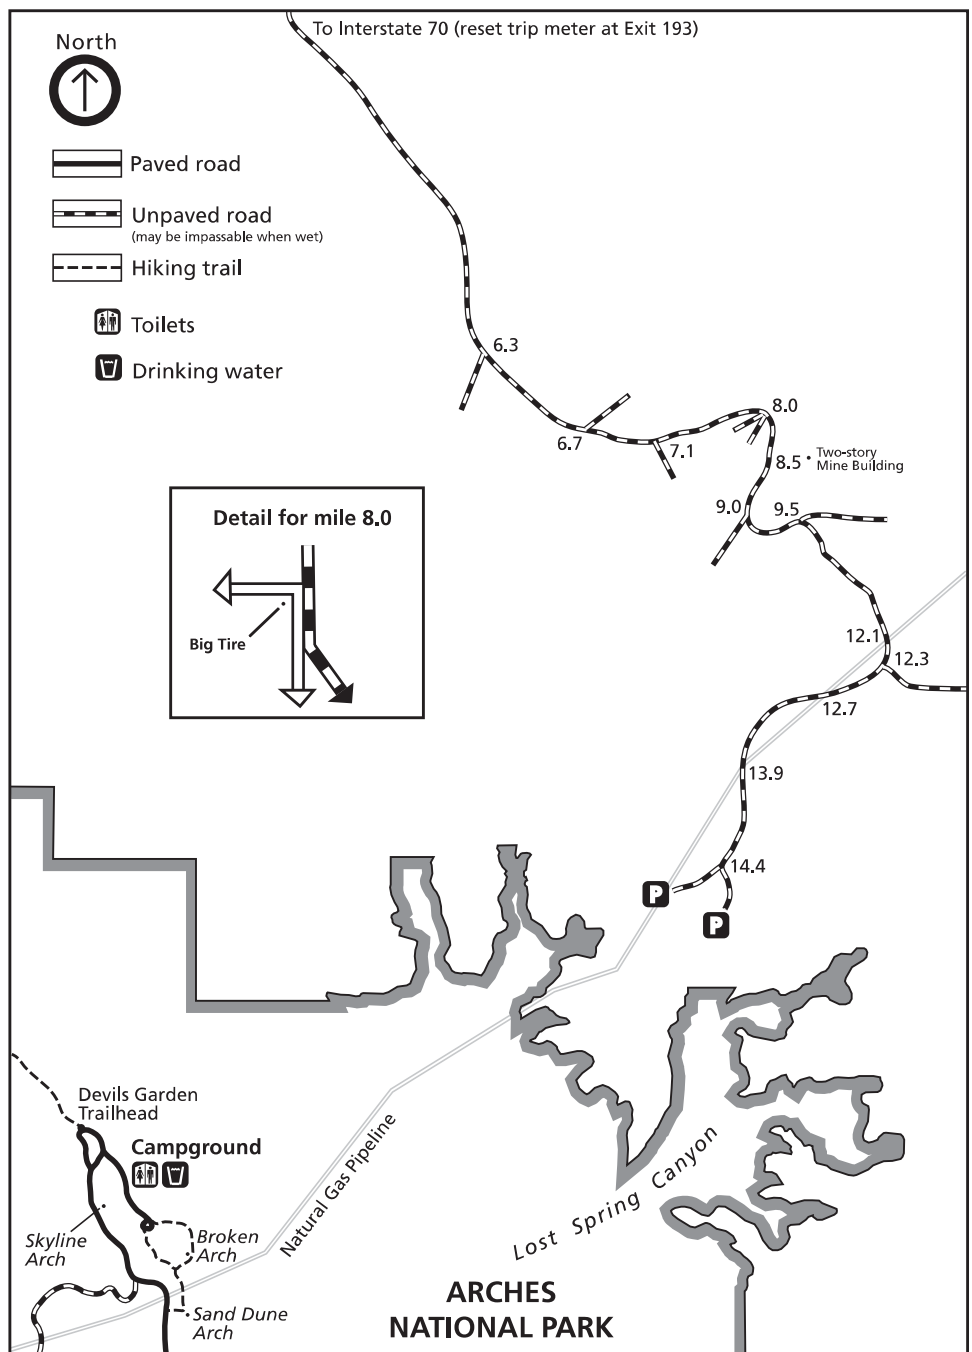 To Interstate 70 (reset trip meter at Exit 193)
North
Paved road
Unpaved road
(may be impassable when wet)
Hiking trail
Toilets
Drinking water
6.3
6.7
7.1
8.0
8.5
Two-story
Mine Building
9.0
9.5
Detail for mile 8.0
Big Tire
12.1
12.3
12.7
13.9
14.4
P
P
Devils Garden
Trailhead
Campground
Skyline
Arch
Broken
Arch
Sand Dune
Arch
Natural Gas Pipeline
Lost Spring Canyon
ARCHES
NATIONAL PARK